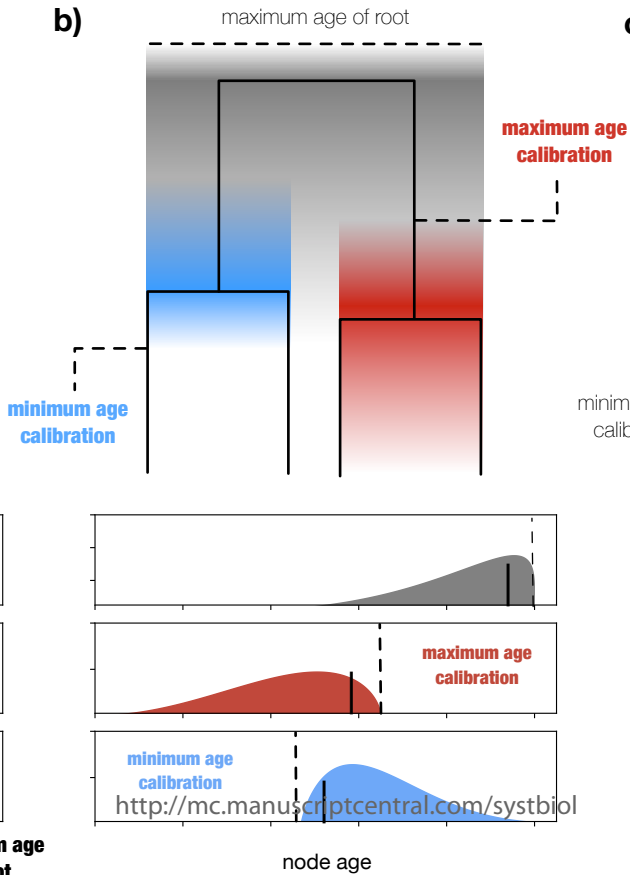 b)
maximum age of root
maximum age
calibration
minimum age
calibration
maximum age
calibration
minimum age
calibration
http://mc.manuscriptcentral.com/systbiol
node age